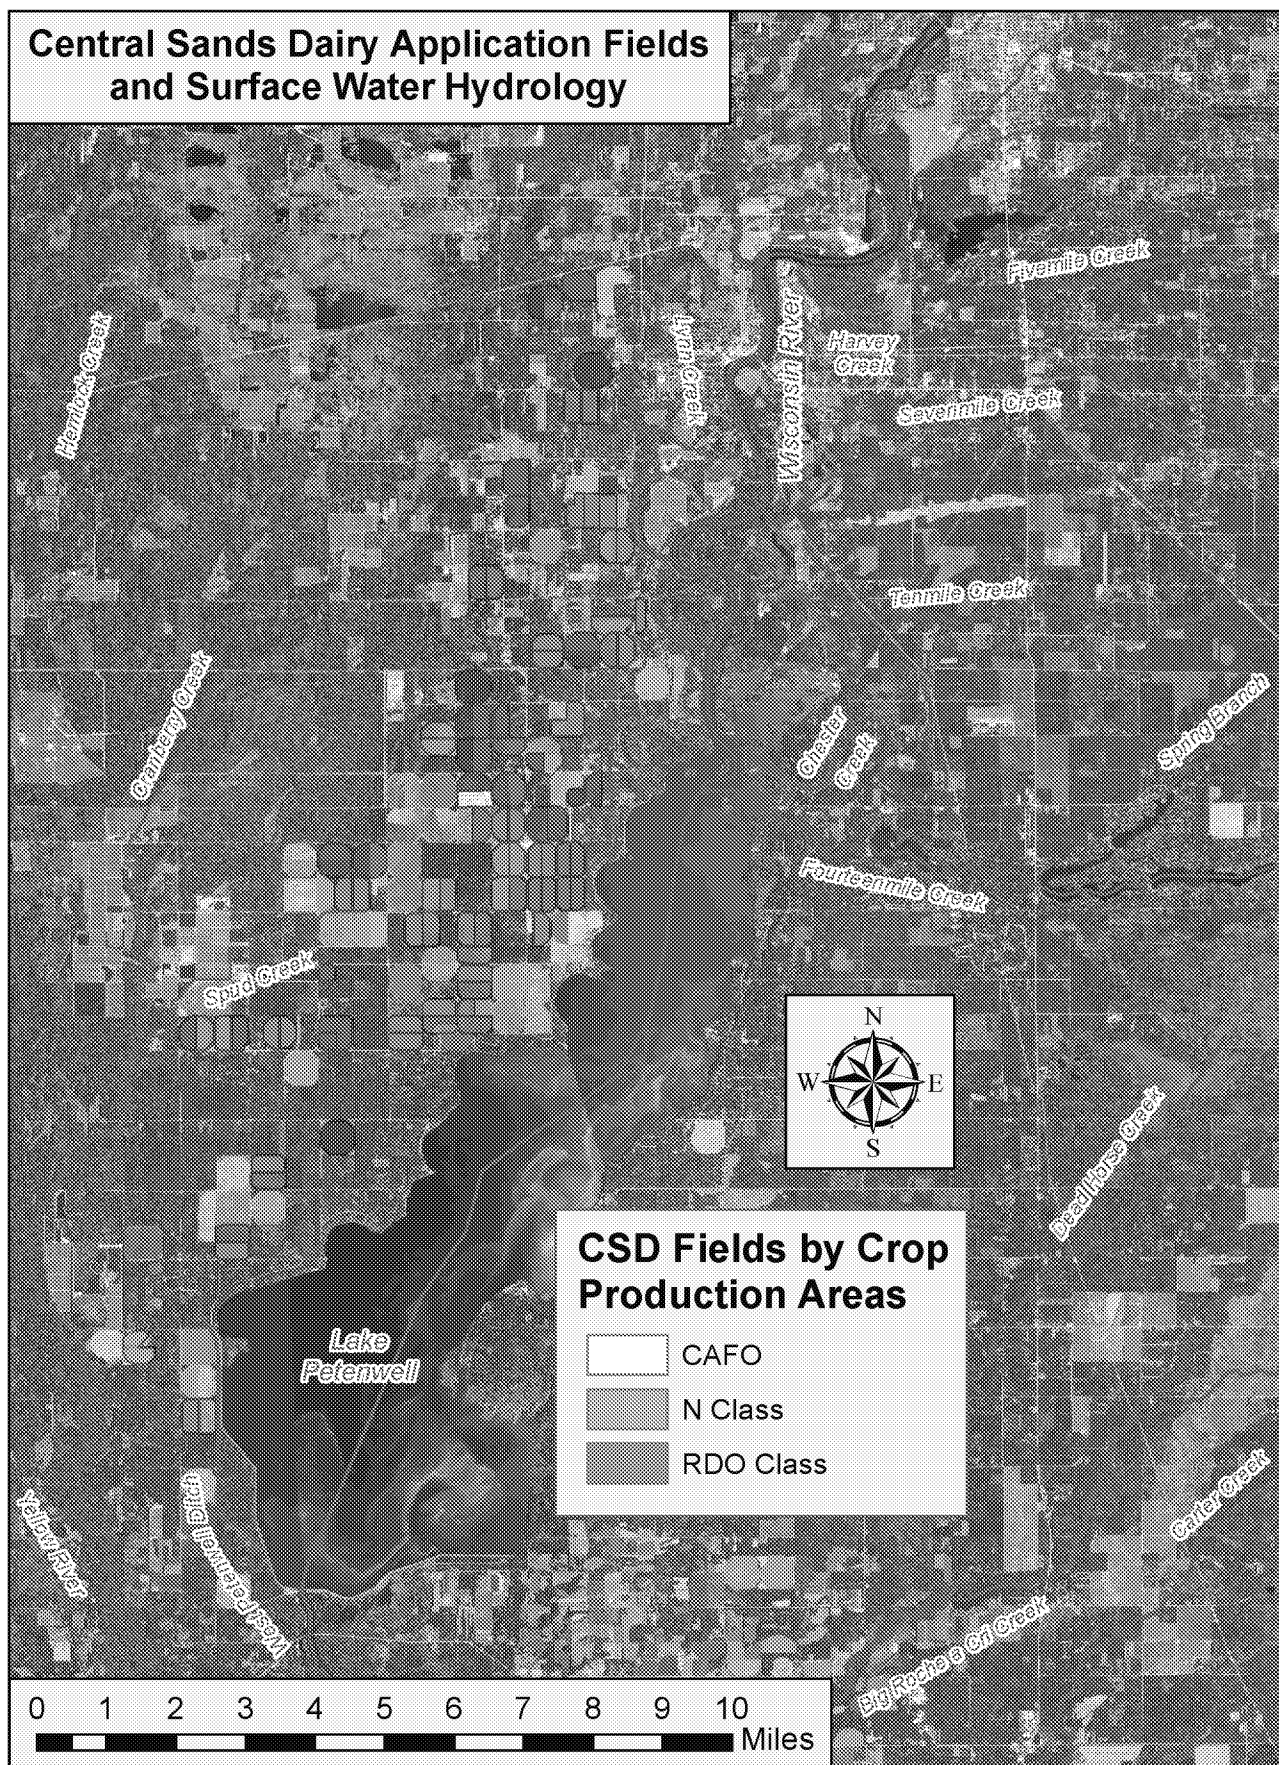 Central Sands Dairy Application Fields
and Surface Water Hydrology
Fivemile Creek
Hemlock Creek
Lynn Creek
Wisconsin River
Harvey
Creek
Sevenmile Creek
Tenmile Creek
Cranberry Creek
Spring Branch
Chester
Creek
Fourteenmile Creek
Spud Creek
N
W
E
S
Dead Horse Creek
CSD Fields by Crop
Production Areas
CAFO
N Class
RDO Class
Lake
Petenwell
Carter Creek
Yellow River
West Petenwell Ditch
Big Roche a Cri Creek
0 1 2 3 4 5 6 7 8 9 10
Miles